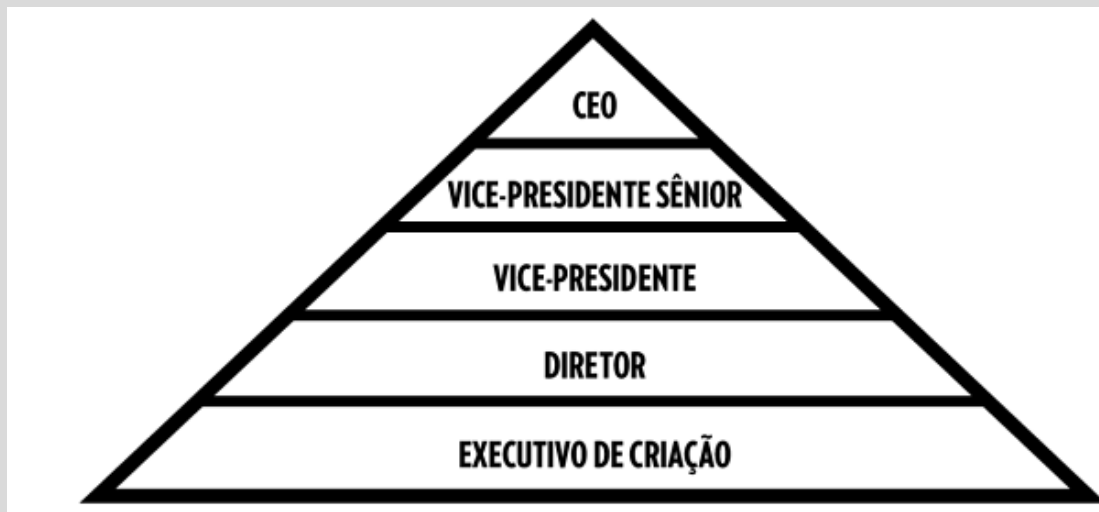 CEO
VICE-PRESIDENTE SÊNIOR
VICE-PRESIDENTE
DIRETOR
EXECUTIVO DE CRIAÇÃO